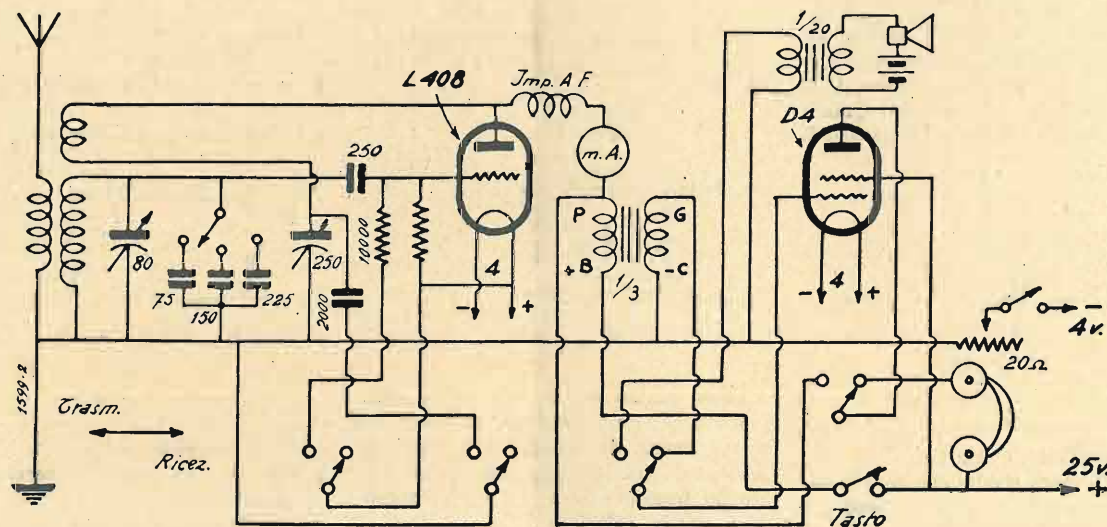 1/20
L408
Imp. A F.
D4
250
m. A.
P
G
+ B
- C
1/3
80
75
150
225
250
2000
10000
4
- +
4
- +
-
4v.
20Ω
1599-2
Trasm.
Ricez.
Tasto
25v.
+